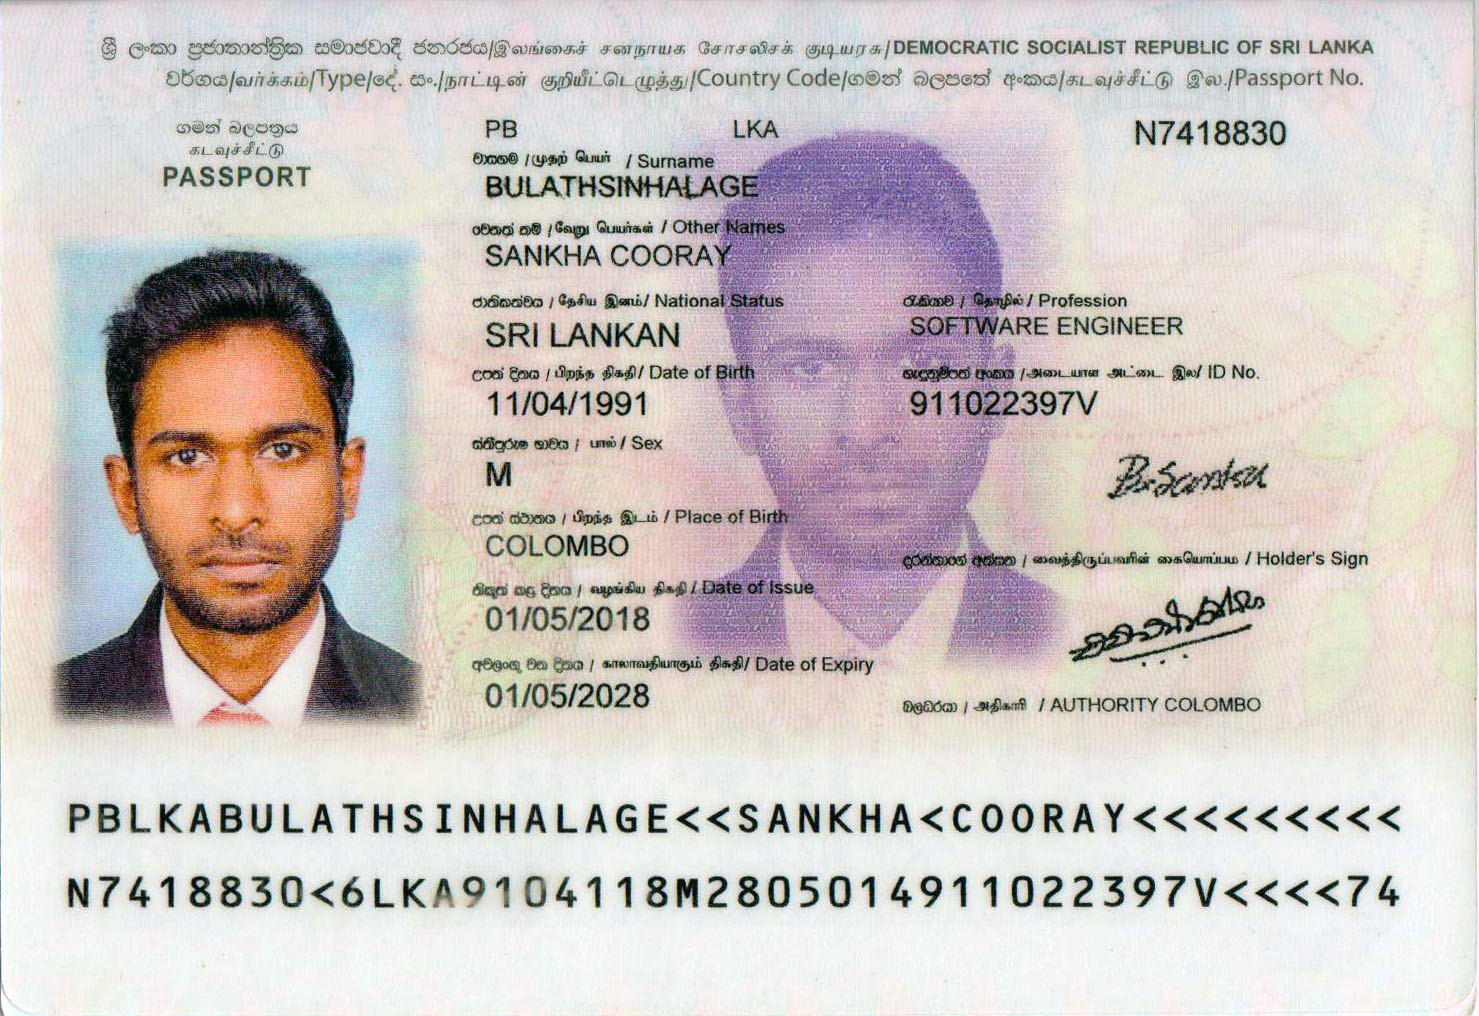 ශ්‍රී ලංකා ප්‍රජාතාන්ත්‍රික සමාජවාදී ජනරජය/இலங்கைச் சனநாயக சோசலிசக் குடியரசு/DEMOCRATIC SOCIALIST REPUBLIC OF SRI LANKA
වර්ගය/வர்க்கம்/Type/දේ. සං./நாட்டின் குறியீட்டெழுத்து/Country Code/ගමන් බලපත්‍ර අංකය/கடவுச்சீட்டு இல./Passport No.
ගමන් බලපත්‍රය
கடவுச்சீட்டு
PASSPORT
PB LKA N7418830
වාසගම / முதற் பெயர் / Surname
BULATHSINHALAGE
වෙනත් නම් / வேறு பெயர்கள் / Other Names
SANKHA COORAY
ජාතිකත්වය / தேசிய இனம்/ National Status
SRI LANKAN
රැකියාව / தொழில் / Profession
SOFTWARE ENGINEER
උපන් දිනය / பிறந்த திகதி/ Date of Birth
11/04/1991
හැඳුනුම්පත් අංකය / அடையாள அட்டை இல/ ID No.
911022397V
ස්ත්‍රීපුරුෂ භාවය / பால் / Sex
M
B.Sanka
උපන් ස්ථානය / பிறந்த இடம் / Place of Birth
COLOMBO
දරන්නාගේ අත්සන / வைத்திருப்பவரின் கையொப்பம் / Holder's Sign
නිකුත් කළ දිනය / வழங்கிய திகதி / Date of Issue
01/05/2018
අවලංගු වන දිනය / காலாவதியாகும் திகதி/ Date of Expiry
01/05/2028
බලධරයා / அதிகாரி / AUTHORITY COLOMBO
PBLKABULATHSINHALAGE<<SANKHA<COORAY<<<<<<<<<
N7418830<6LKA9104118M2805014911022397V<<<<74